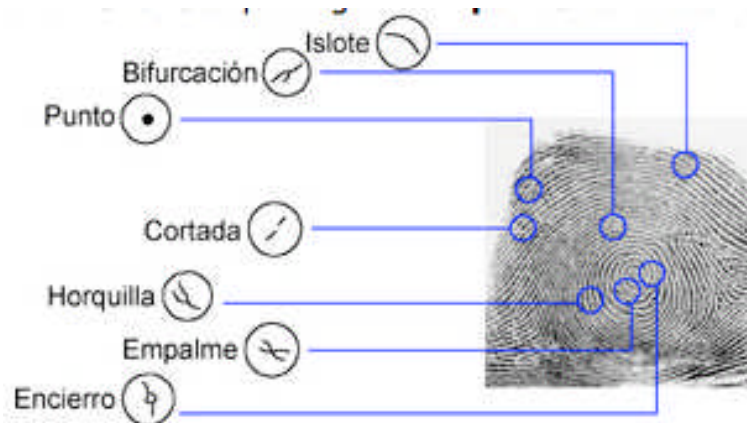 Islote
Bifurcación
Punto
Cortada
Horquilla
Empalme
Encierro